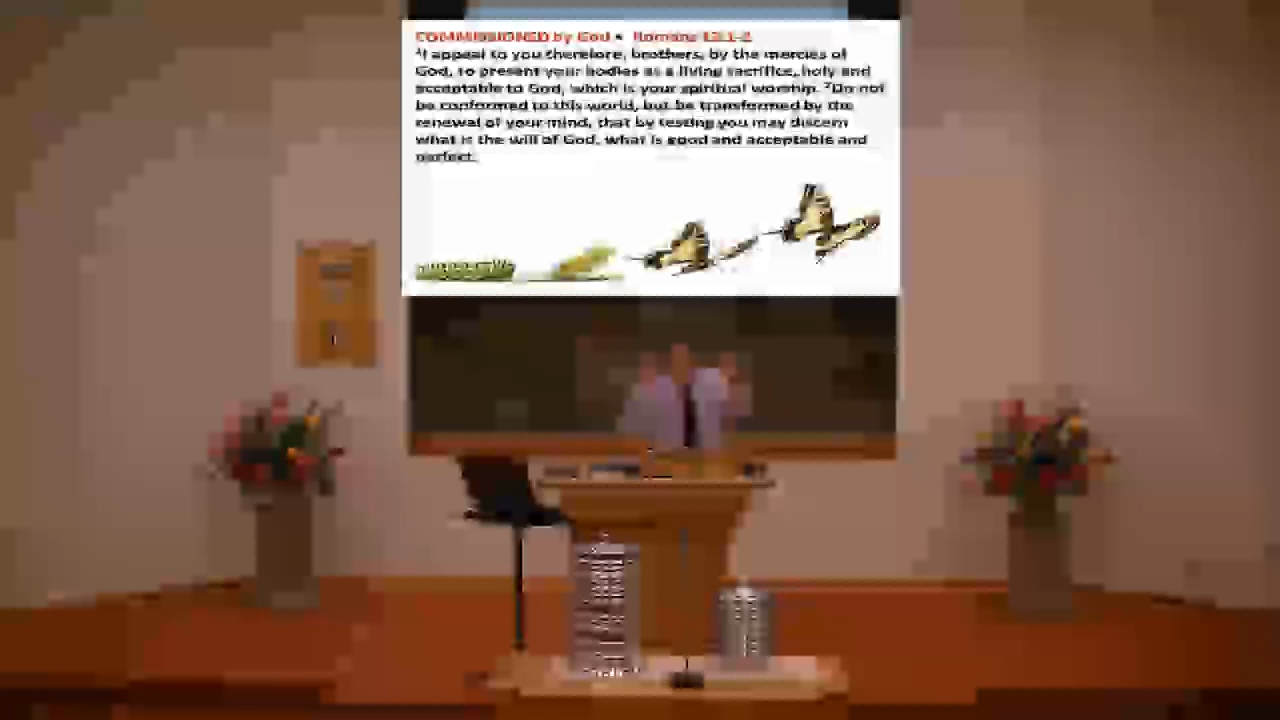 COMMISSIONED by God • Romans 12:1-2
¹I appeal to you therefore, brothers, by the mercies of
God, to present your bodies as a living sacrifice, holy and
acceptable to God, which is your spiritual worship. ²Do not
be conformed to this world, but be transformed by the
renewal of your mind, that by testing you may discern
what is the will of God, what is good and acceptable and
perfect.